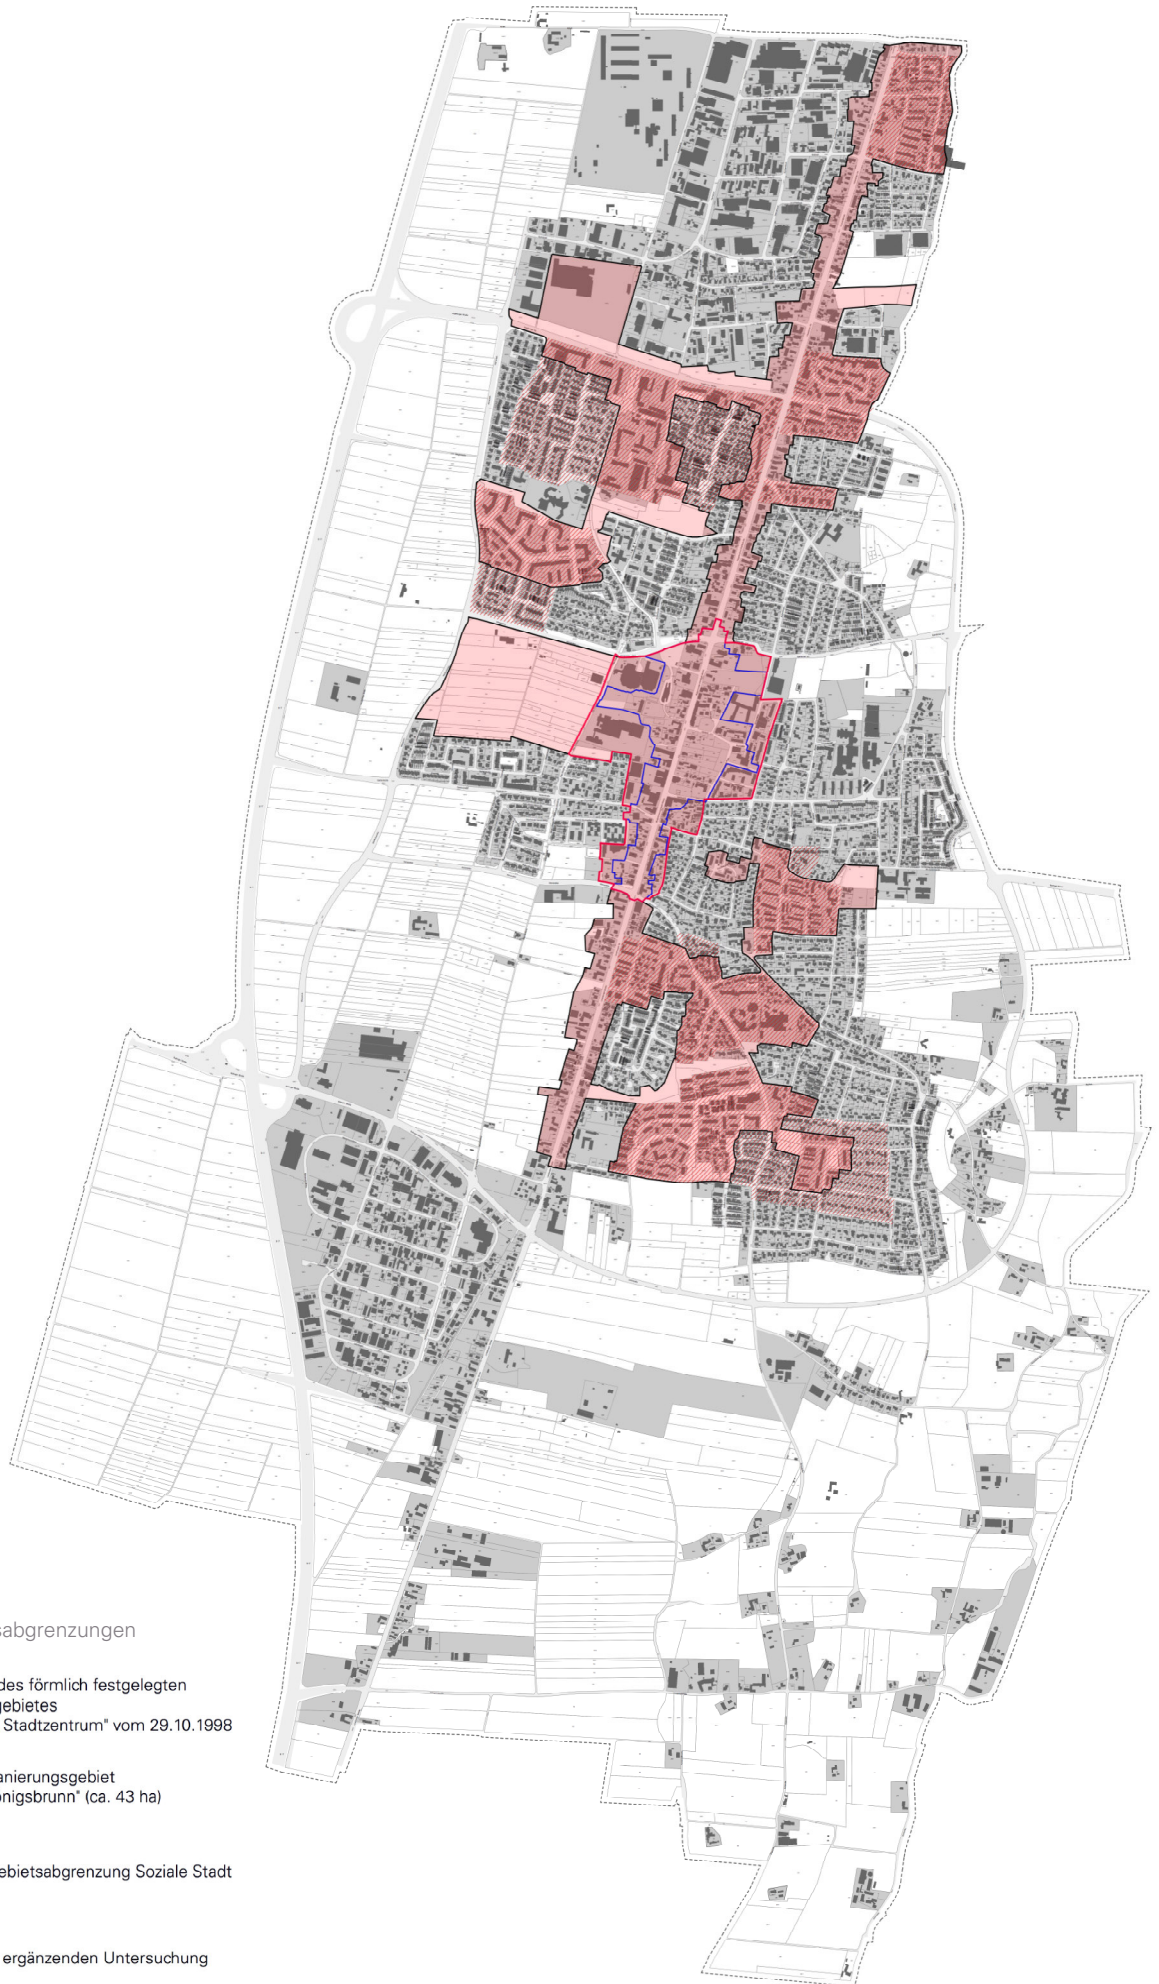 sabgrenzungen
des förmlich festgelegten
gebietes
Stadtzentrum" vom 29.10.1998
anierungsgebiet
önigsbrunn" (ca. 43 ha)
ebietsabgrenzung Soziale Stadt
ergänzenden Untersuchung